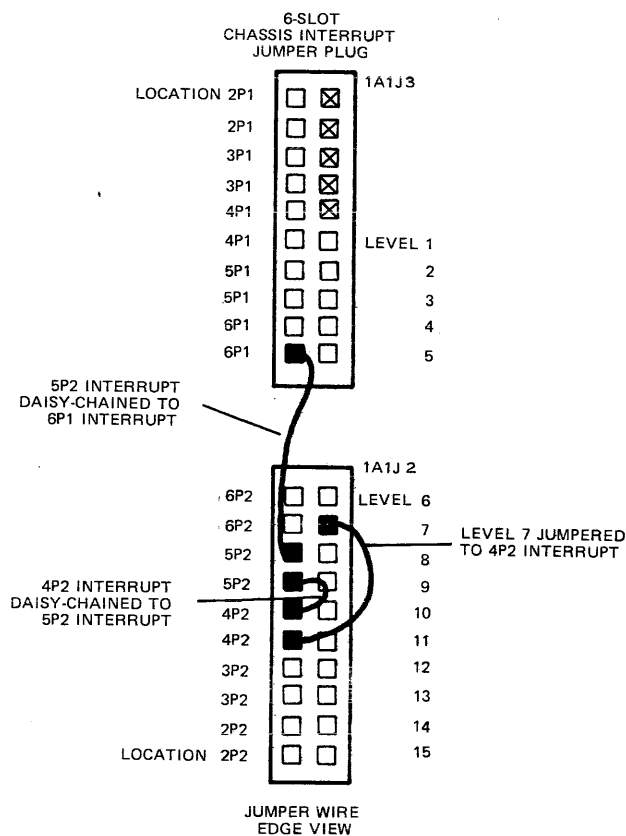 6-SLOT
CHASSIS INTERRUPT
JUMPER PLUG
1A1J3
LOCATION 2P1
2P1
3P1
3P1
4P1
4P1 LEVEL 1
5P1 2
5P1 3
6P1 4
6P1 5
5P2 INTERRUPT
DAISY-CHAINED TO
6P1 INTERRUPT
1A1J2
6P2 LEVEL 6
6P2 7
5P2 8
LEVEL 7 JUMPERED
TO 4P2 INTERRUPT
5P2 9
4P2 INTERRUPT
DAISY-CHAINED TO
5P2 INTERRUPT
4P2 10
4P2 11
3P2 12
3P2 13
2P2 14
LOCATION 2P2 15
JUMPER WIRE
EDGE VIEW